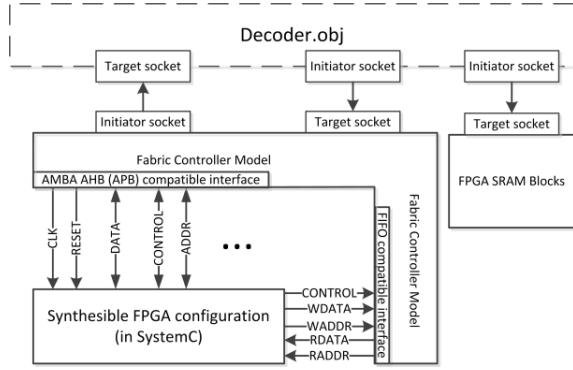 Decoder.obj
Target socket
Initiator socket
Initiator socket
Initiator socket
Target socket
Target socket
Fabric Controller Model
AMBA AHB (APB) compatible interface
FPGA SRAM Blocks
CLK
RESET
DATA
CONTROL
ADDR
...
FIFO compatible interface
Fabric Controller Model
Synthesible FPGA configuration
(in SystemC)
CONTROL
WDATA
WADDR
RDATA
RADDR